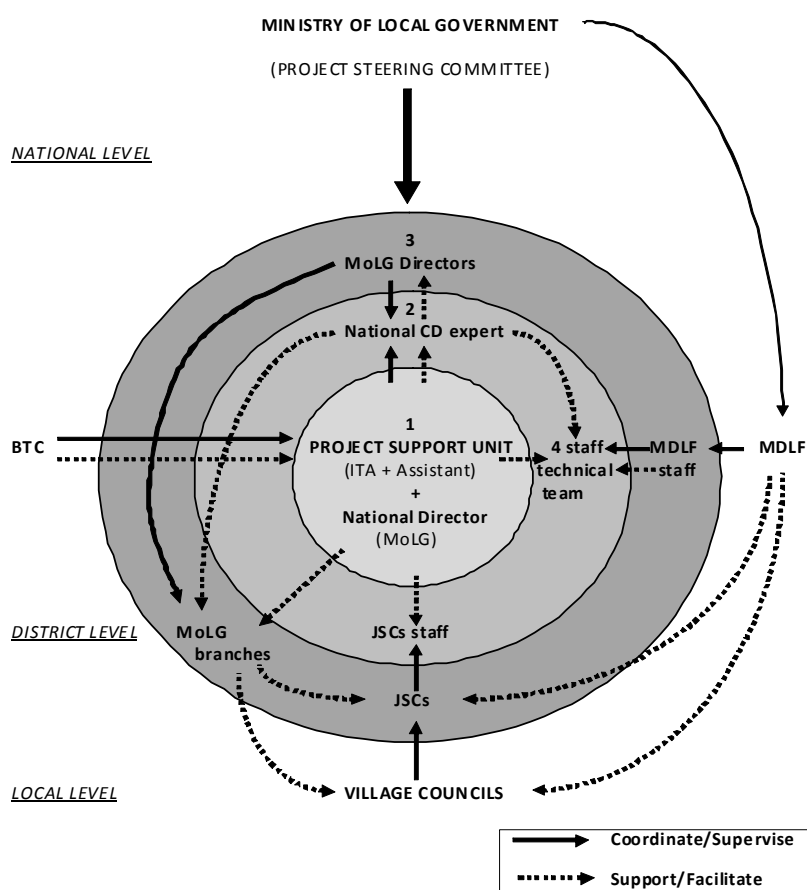 MINISTRY OF LOCAL GOVERNMENT
(PROJECT STEERING COMMITTEE)
NATIONAL LEVEL
3
MoLG Directors
2
National CD expert
1
BTC
PROJECT SUPPORT UNIT
(ITA + Assistant)
+
National Director
(MoLG)
4 staff
technical
team
MDLF
staff
MDLF
DISTRICT LEVEL
MoLG
branches
JSCs staff
JSCs
LOCAL LEVEL
VILLAGE COUNCILS
Coordinate/Supervise
Support/Facilitate